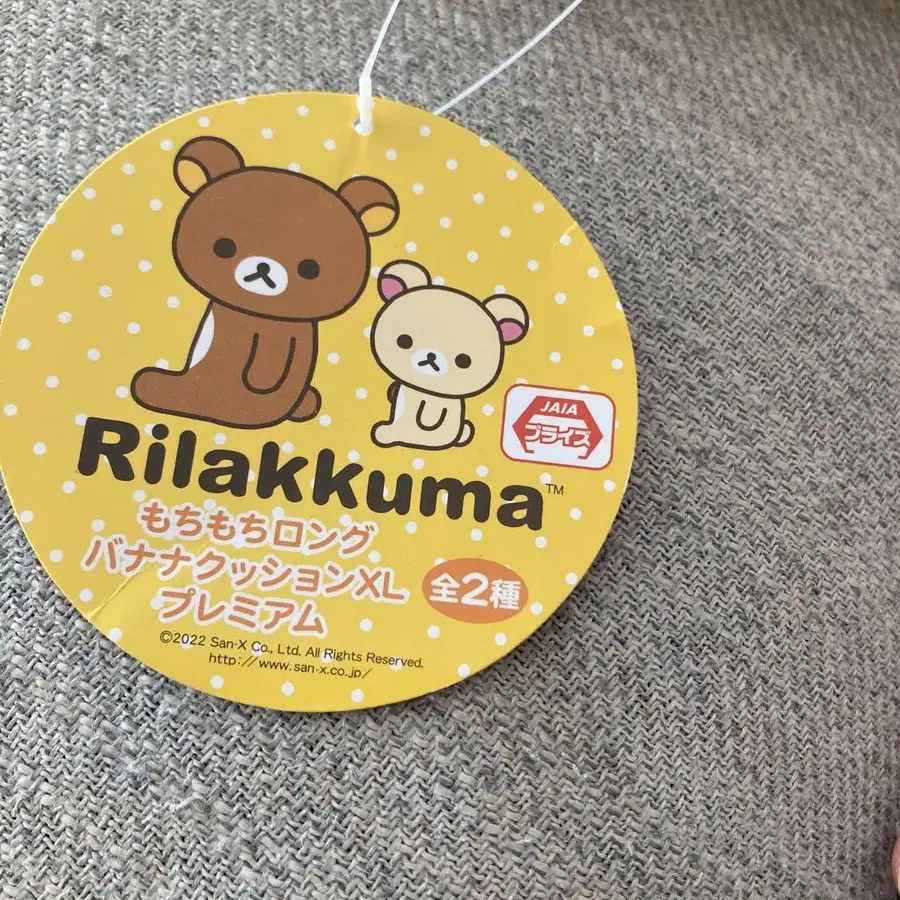 JAIA
プライズ
Rilakkuma™
もちもちロング
バナナクッションXL
プレミアム
全2種
©2022 San-X Co., Ltd. All Rights Reserved.
http://www.san-x.co.jp/